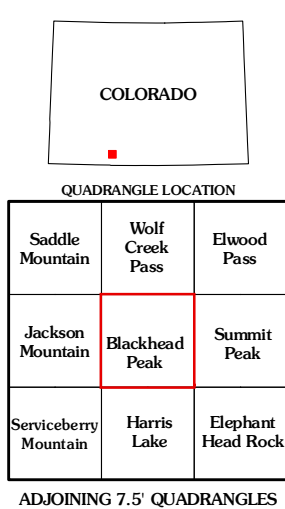 COLORADO
QUADRANGLE LOCATION
Saddle
Mountain
Wolf
Creek
Pass
Elwood
Pass
Jackson
Mountain
Blackhead
Peak
Summit
Peak
Serviceberry
Mountain
Harris
Lake
Elephant
Head Rock
ADJOINING 7.5' QUADRANGLES